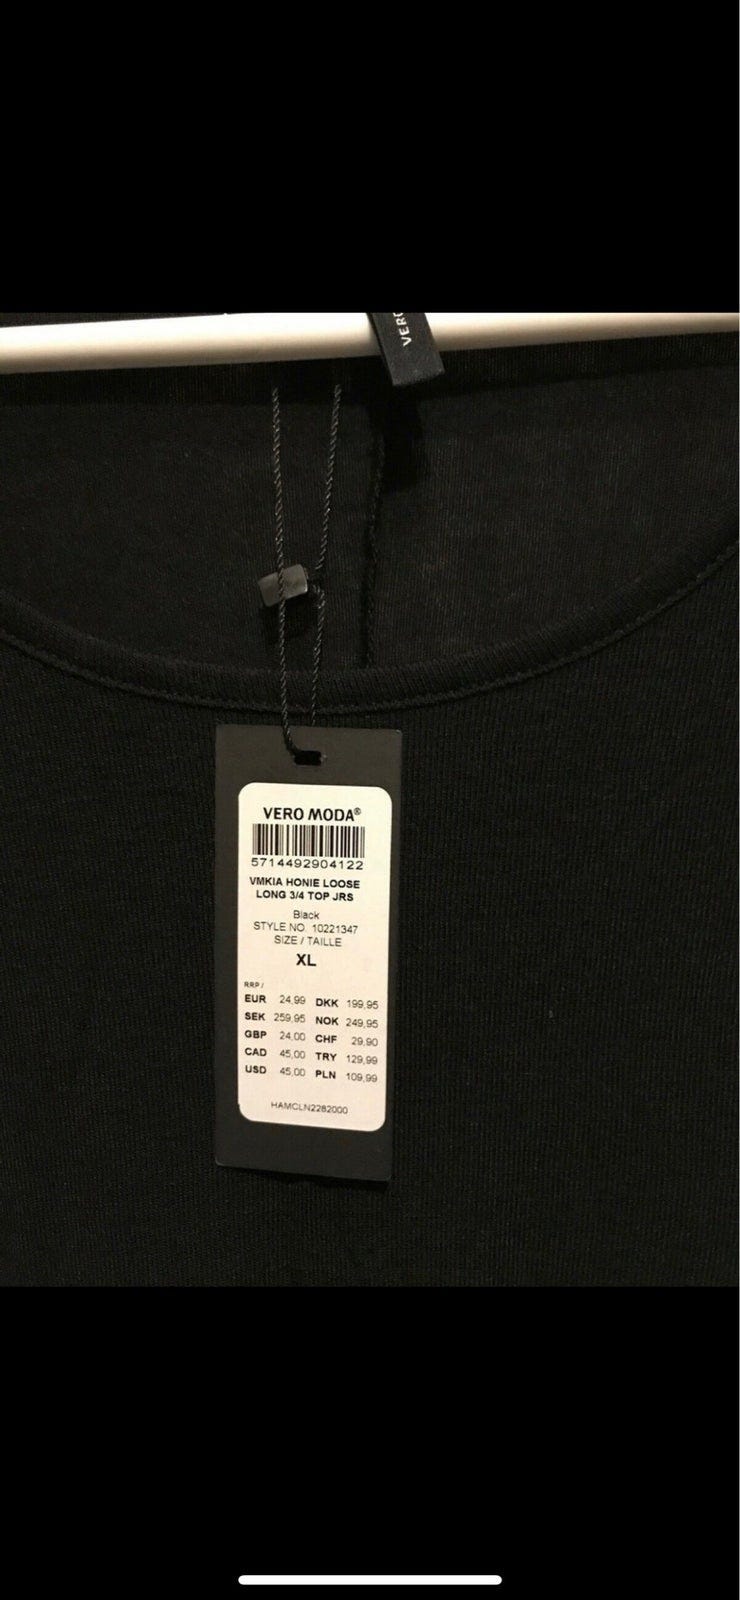 VERO
VERO MODA®
5714492904122
VMKIA HONIE LOOSE
LONG 3/4 TOP JRS
Black
STYLE NO. 10221347
SIZE / TAILLE
XL
RRP /
EUR 24,99 DKK 199,95
SEK 259,95 NOK 249,95
GBP 24,00 CHF 29,90
CAD 45,00 TRY 129,99
USD 45,00 PLN 109,99
HAMCLN2282000